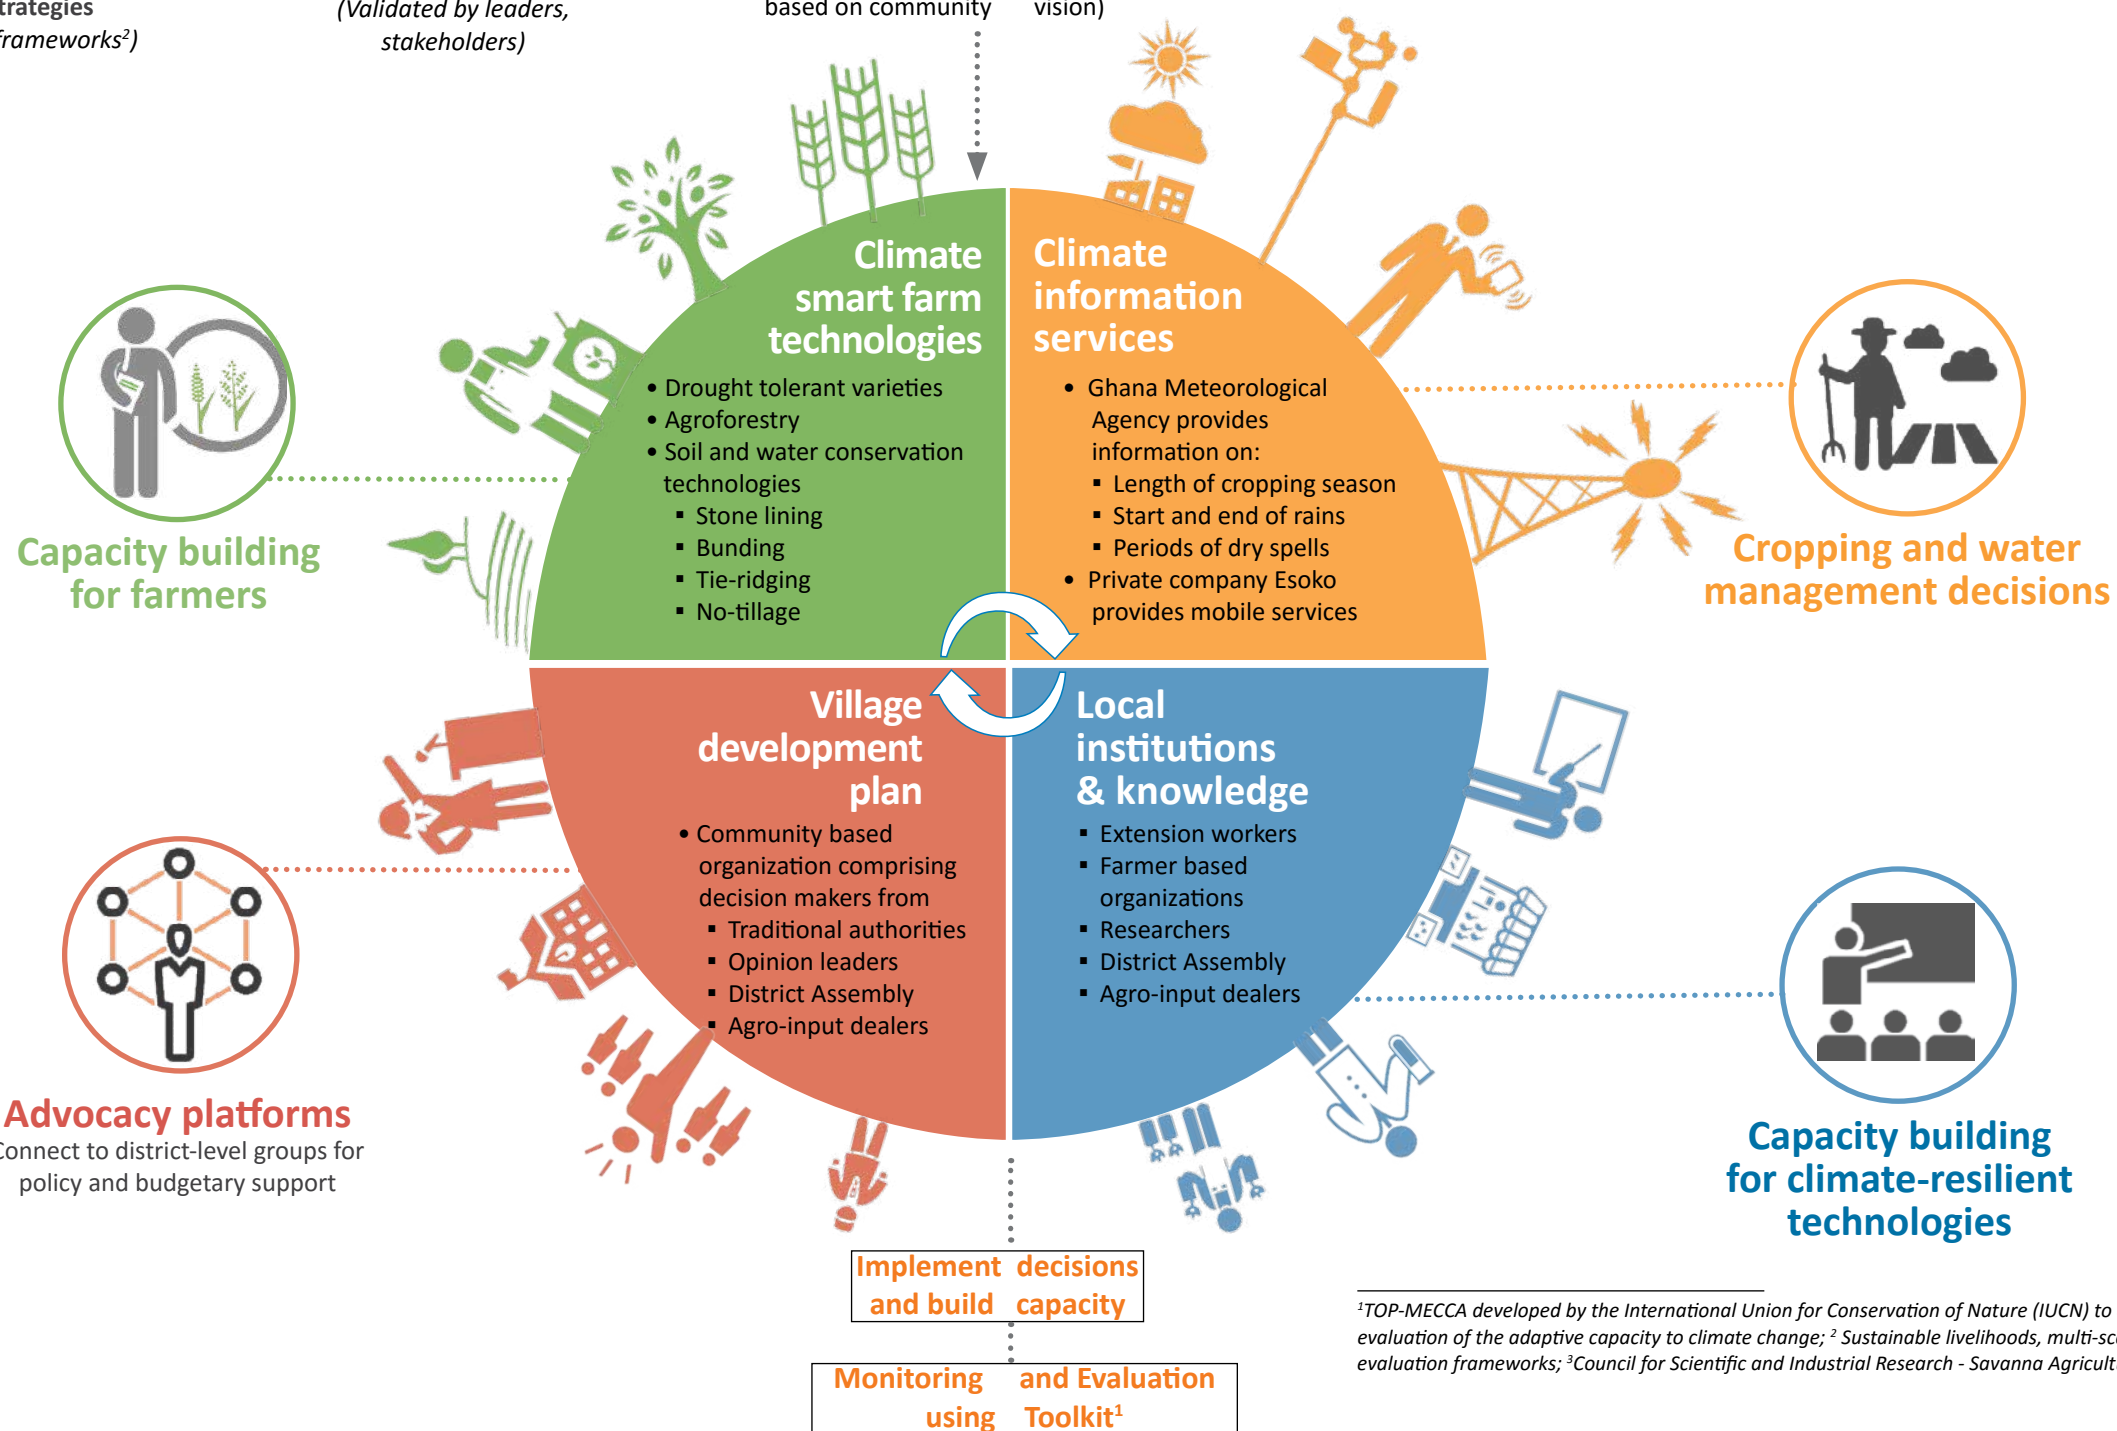 frameworks²)
(Validated by leaders,
stakeholders)
based on community vision)
Climate
smart farm
technologies
• Drought tolerant varieties
• Agroforestry
• Soil and water conservation
technologies
▪ Stone lining
▪ Bunding
▪ Tie-ridging
▪ No-tillage
Climate
information
services
• Ghana Meteorological
Agency provides
information on:
▪ Length of cropping season
▪ Start and end of rains
▪ Periods of dry spells
• Private company Esoko
provides mobile services
Capacity building
for farmers
Cropping and water
management decisions
Village
development
plan
• Community based
organization comprising
decision makers from
▪ Traditional authorities
▪ Opinion leaders
▪ District Assembly
▪ Agro-input dealers
Local
institutions
& knowledge
▪ Extension workers
▪ Farmer based
organizations
▪ Researchers
▪ District Assembly
▪ Agro-input dealers
Advocacy platforms
Connect to district-level groups for
policy and budgetary support
Capacity building
for climate-resilient
technologies
Implement decisions
and build capacity
Monitoring and Evaluation
using Toolkit¹
¹TOP-MECCA developed by the International Union for Conservation of Nature (IUCN) to
evaluation of the adaptive capacity to climate change; ² Sustainable livelihoods, multi-
evaluation frameworks; ³Council for Scientific and Industrial Research - Savanna